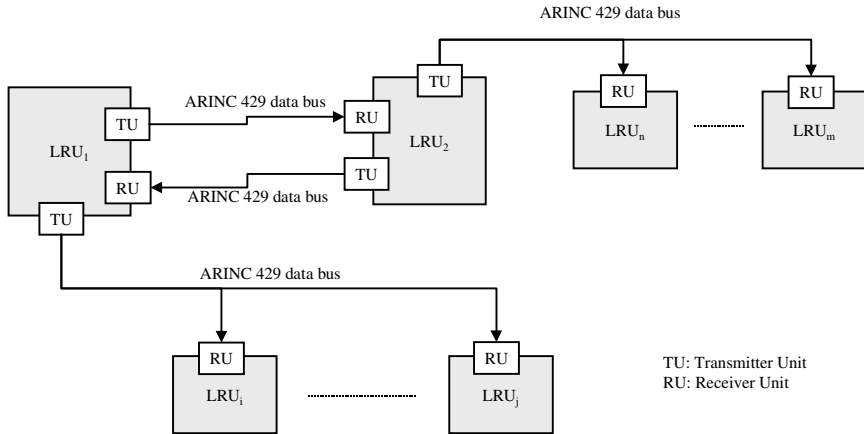 ARINC 429 data bus
TU
RU
RU
ARINC 429 data bus
TU
RU
LRU₁
LRU₂
LRUₙ
LRUₘ
RU
TU
ARINC 429 data bus
TU
ARINC 429 data bus
RU
RU
LRUᵢ
LRUⱼ
TU: Transmitter Unit
RU: Receiver Unit